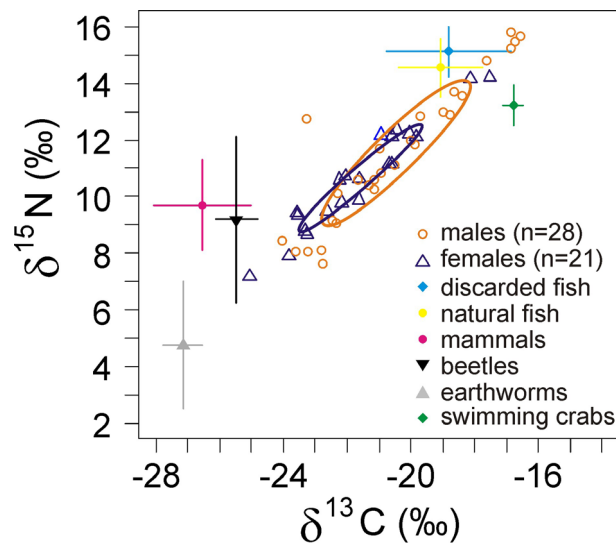 16
14
12
10
8
6
4
2
δ¹⁵N (‰)
males (n=28)
females (n=21)
discarded fish
natural fish
mammals
beetles
earthworms
swimming crabs
-28 -24 -20 -16
δ¹³C (‰)